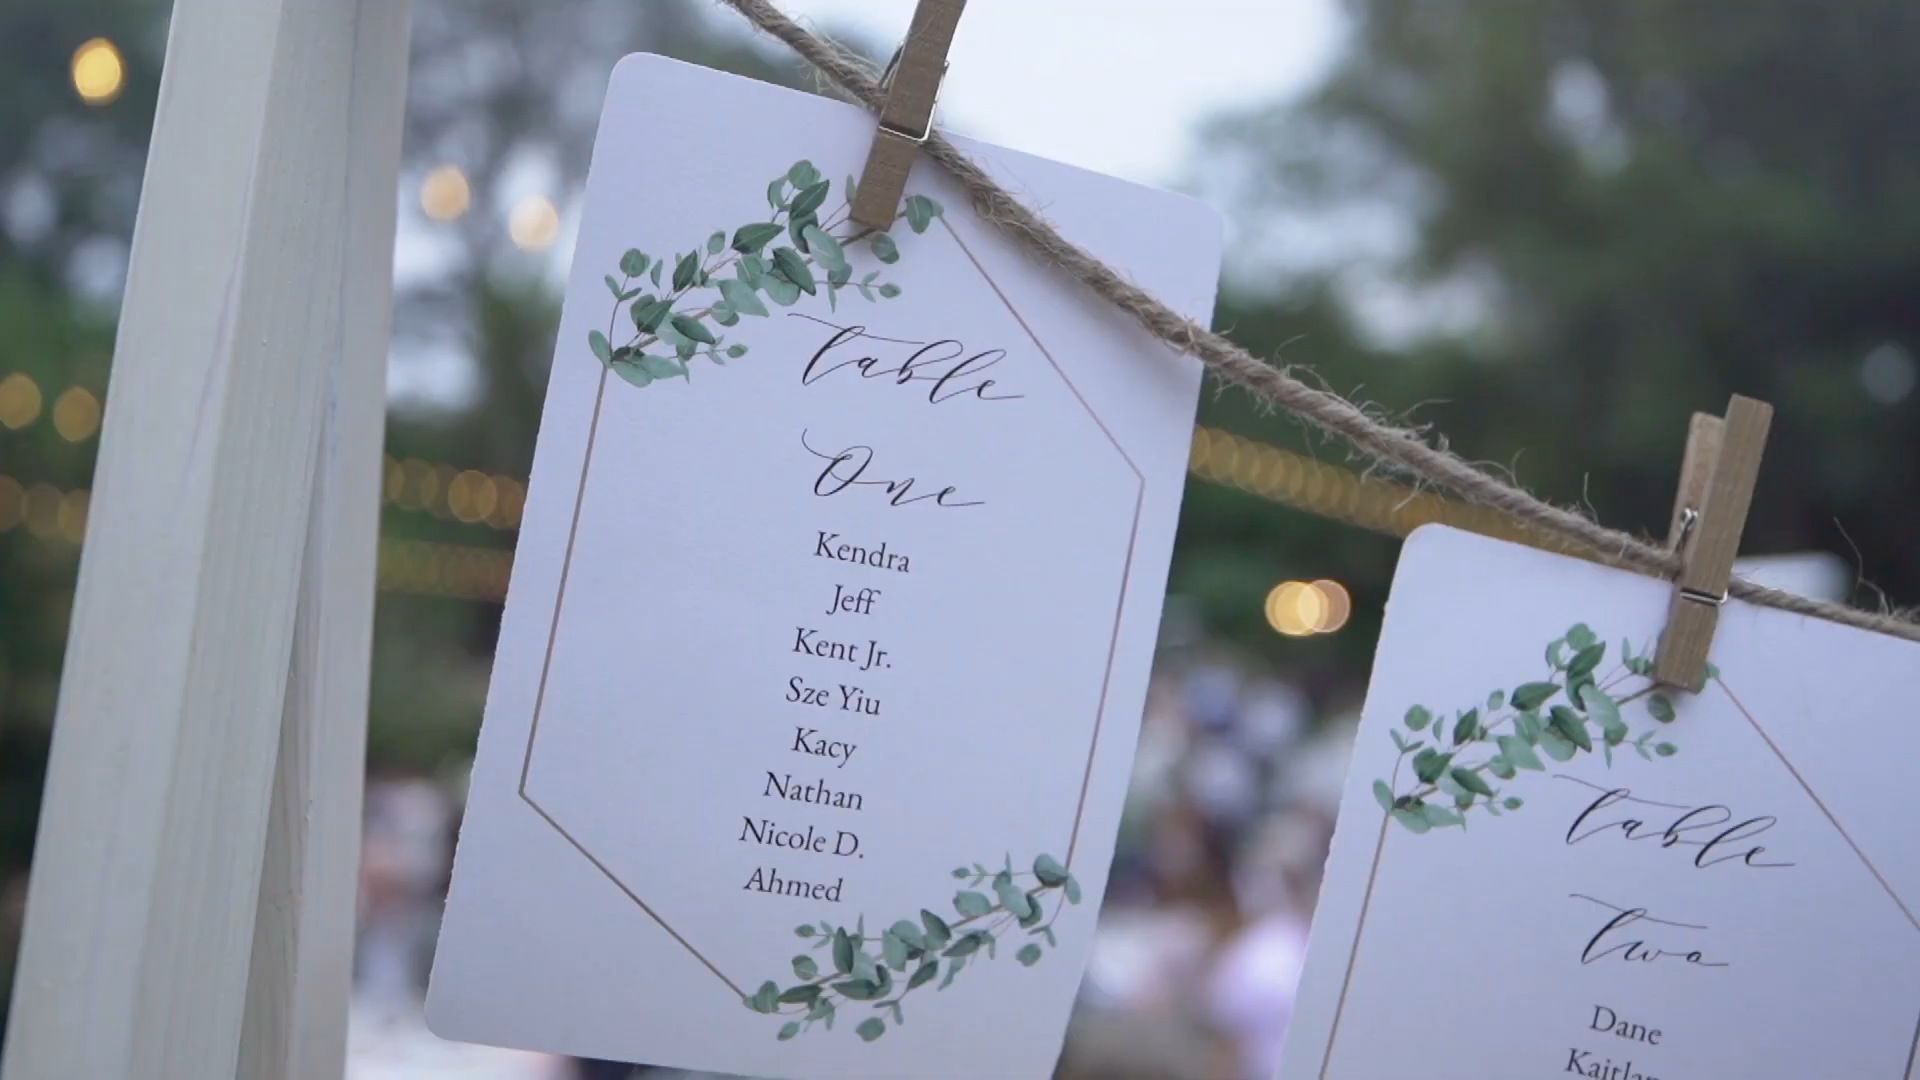 table
One
Kendra
Jeff
Kent Jr.
Sze Yiu
Kacy
Nathan
Nicole D.
Ahmed
table
two
Dane